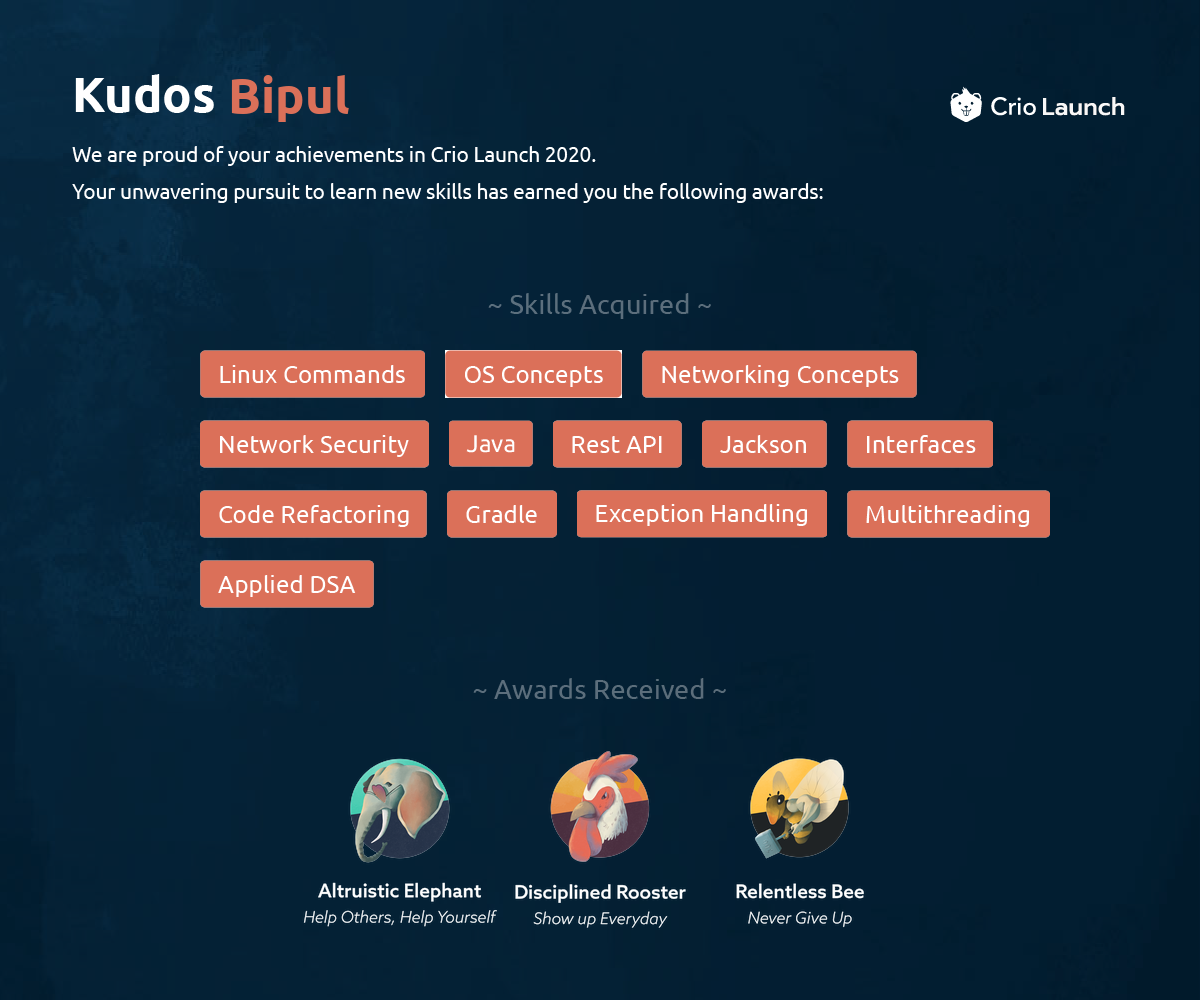 Kudos Bipul
Crio Launch
We are proud of your achievements in Crio Launch 2020.
Your unwavering pursuit to learn new skills has earned you the following awards:
~ Skills Acquired ~
Linux Commands OS Concepts Networking Concepts
Network Security Java Rest API Jackson Interfaces
Code Refactoring Gradle Exception Handling Multithreading
Applied DSA
~ Awards Received ~
Altruistic Elephant Disciplined Rooster Relentless Bee
Help Others, Help Yourself Show up Everyday Never Give Up